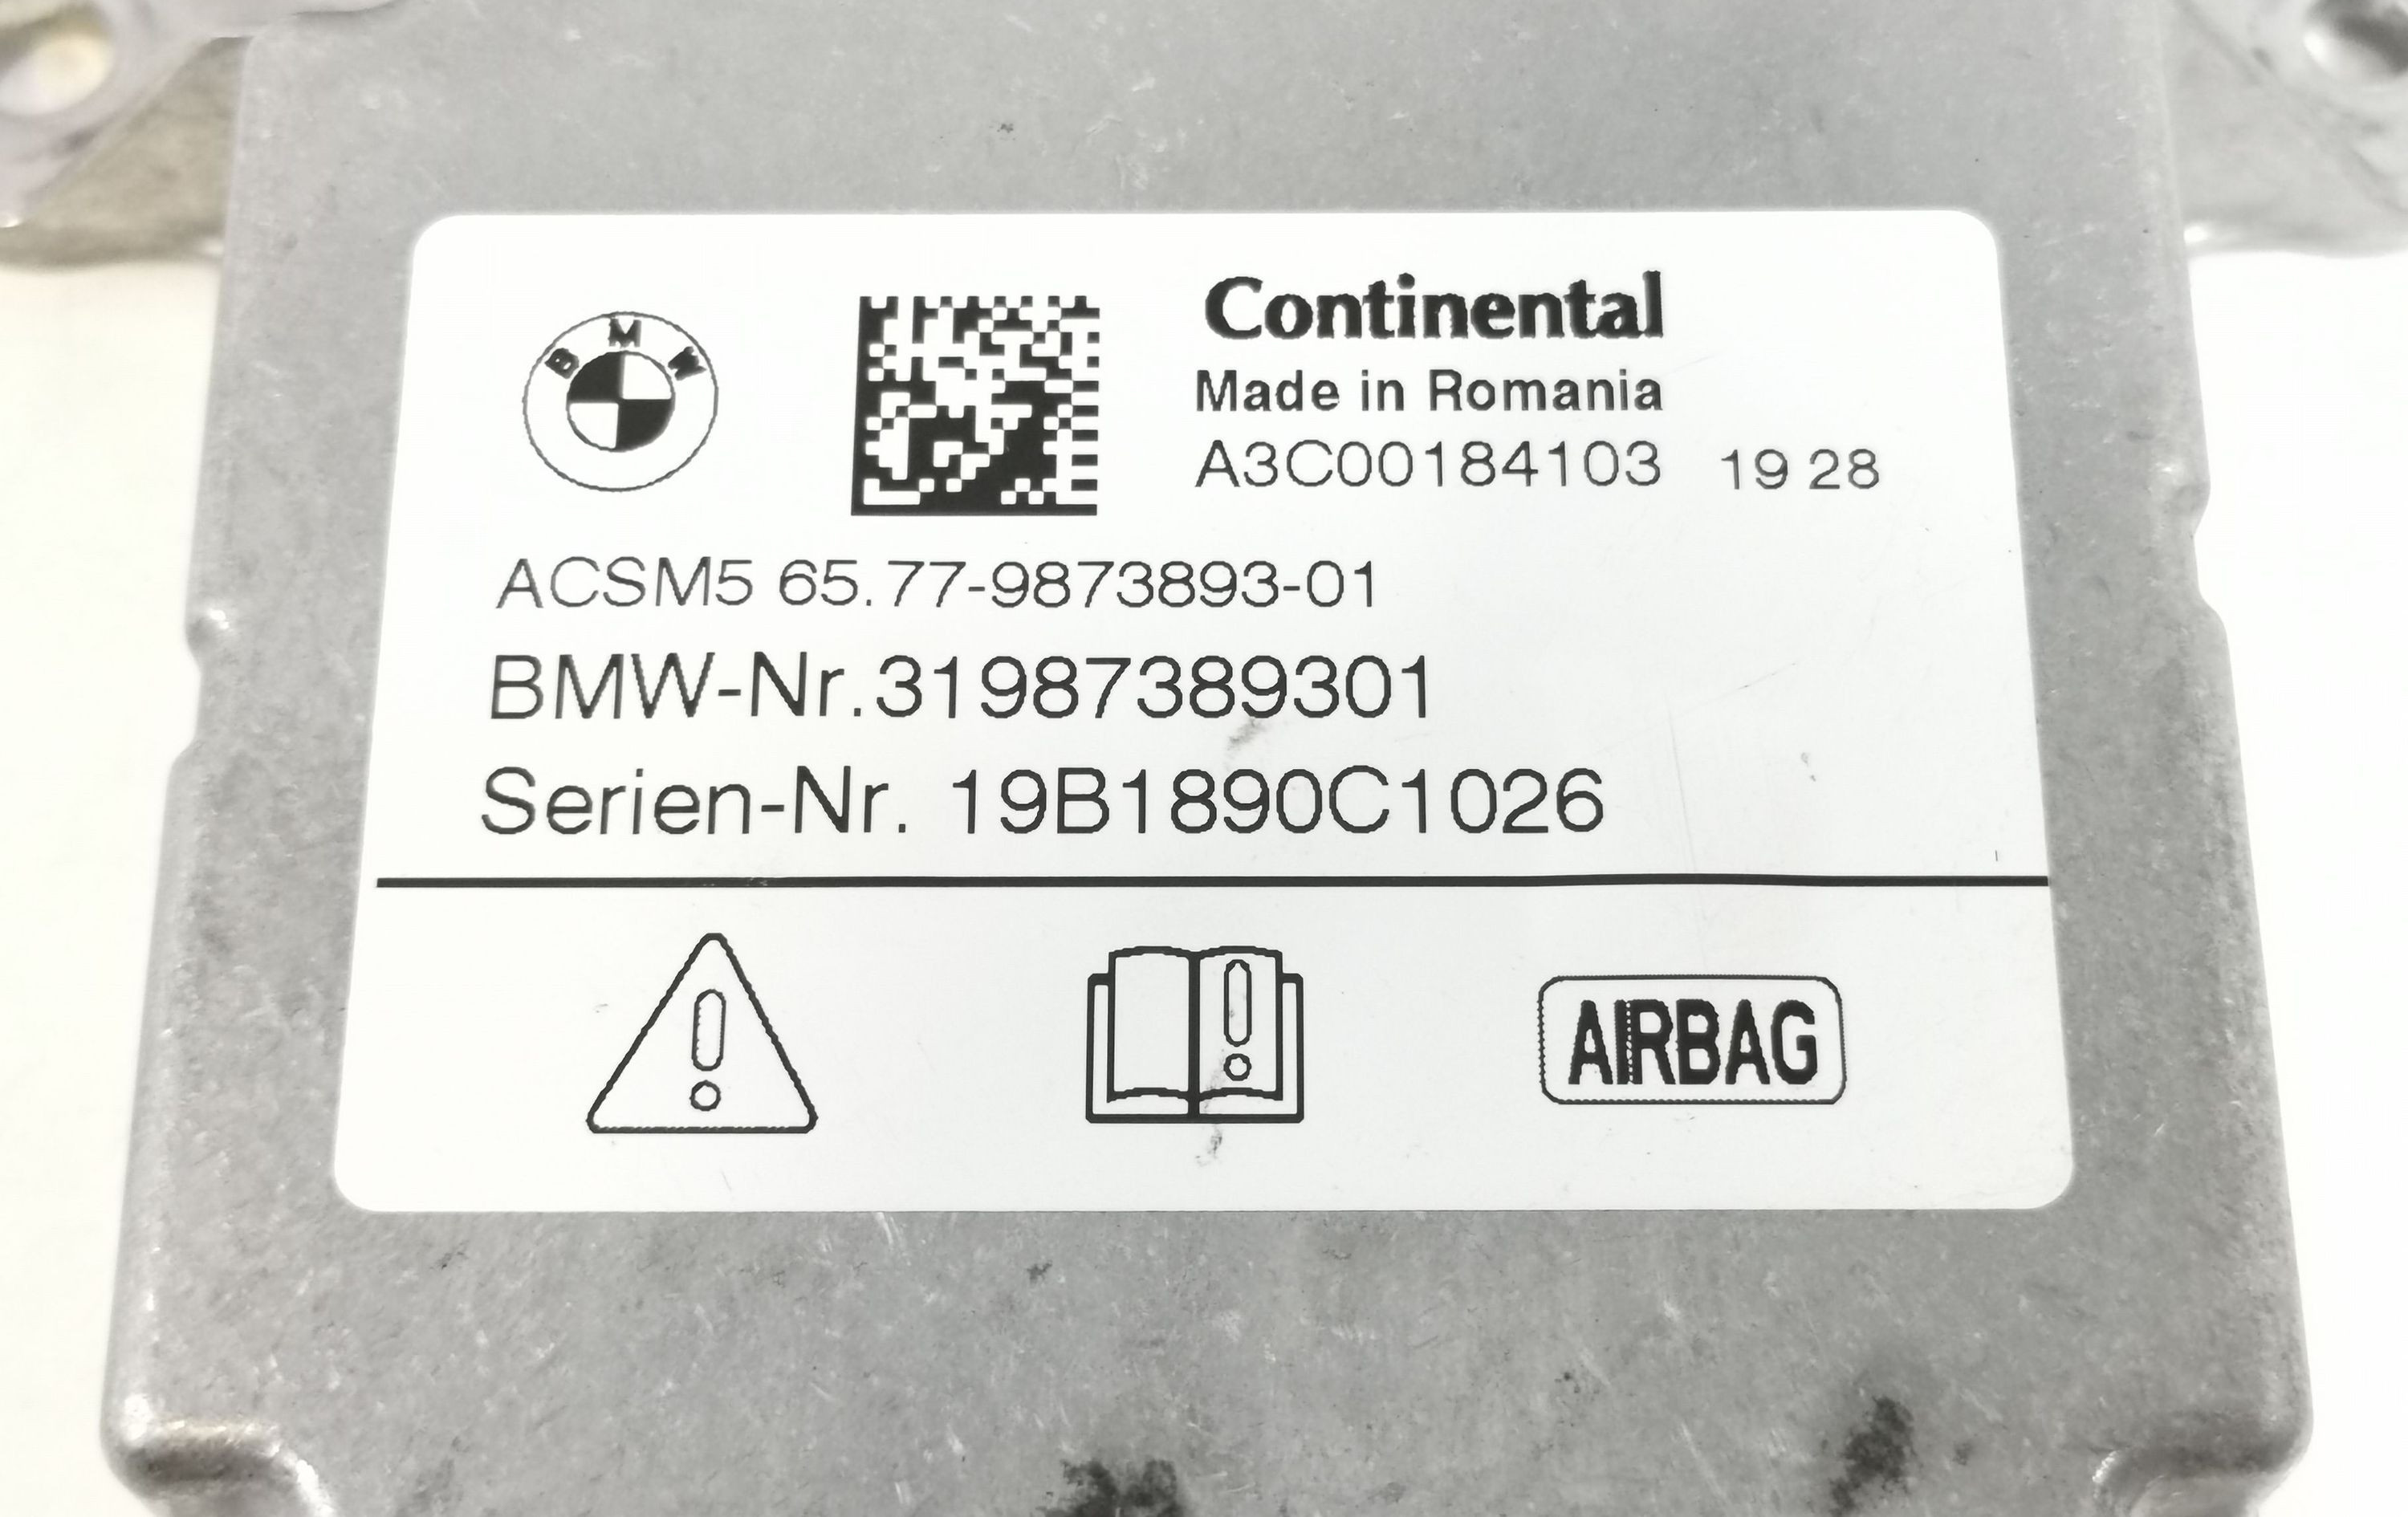 BMW
Continental
Made in Romania
A3C00184103 19 28
ACSM5 65.77-9873893-01
BMW-Nr.31987389301
Serien-Nr. 19B1890C1026
AIRBAG